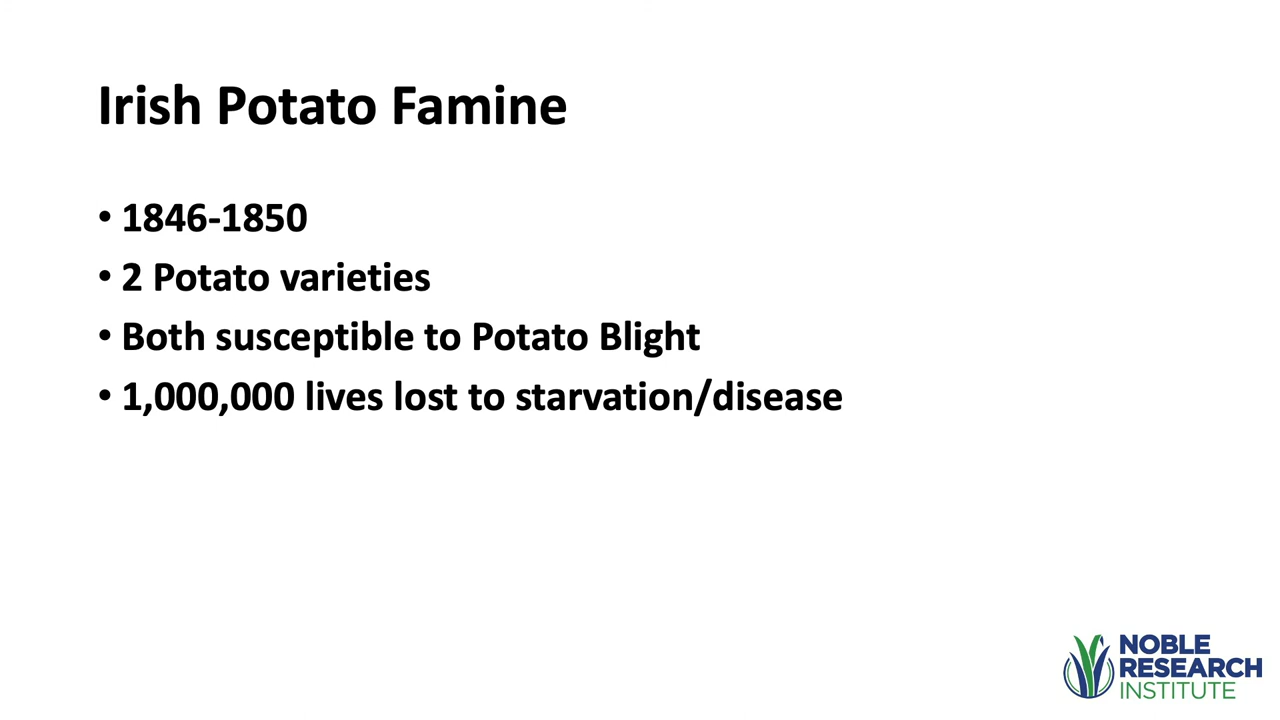 Irish Potato Famine
• 1846-1850
• 2 Potato varieties
• Both susceptible to Potato Blight
• 1,000,000 lives lost to starvation/disease
NOBLE
RESEARCH
INSTITUTE